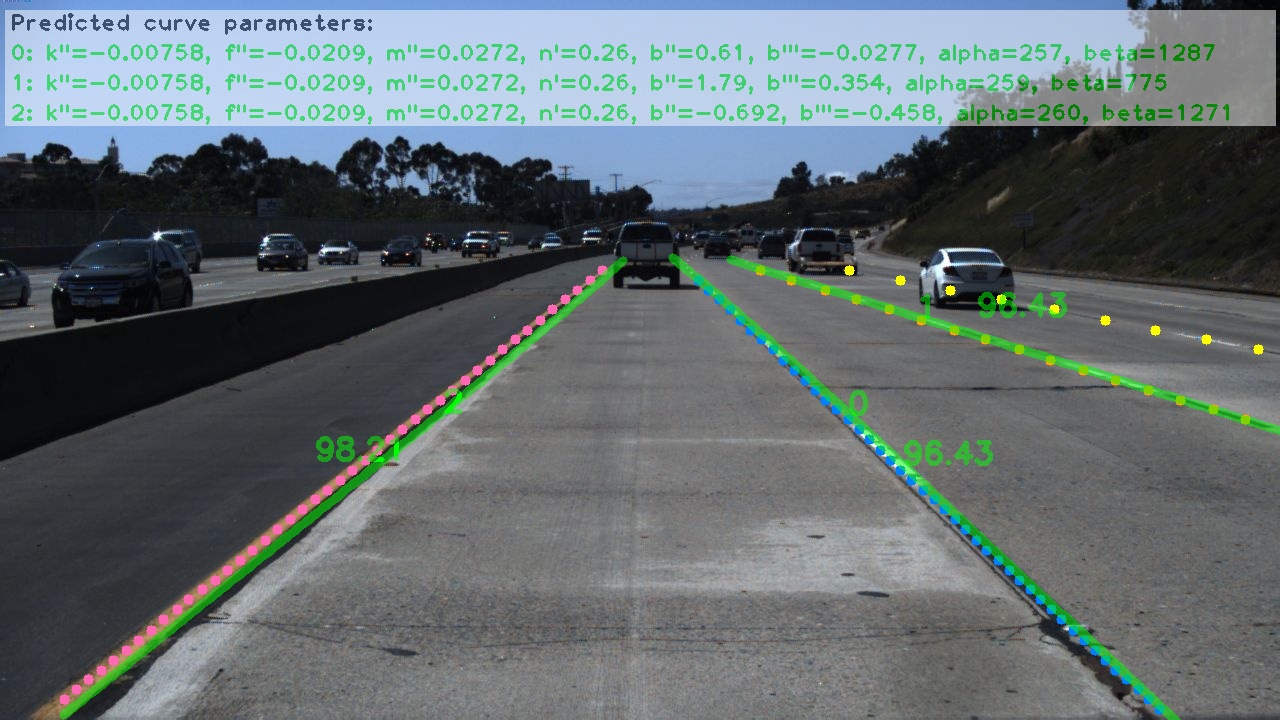 Predicted curve parameters:
0: k''=-0.00758, f''=-0.0209, m''=0.0272, n'=0.26, b''=0.61, b'''=-0.0277, alpha=257, beta=1287
1: k''=-0.00758, f''=-0.0209, m''=0.0272, n'=0.26, b''=1.79, b'''=0.354, alpha=259, beta=775
2: k''=-0.00758, f''=-0.0209, m''=0.0272, n'=0.26, b''=-0.692, b'''=-0.458, alpha=260, beta=1271
1 96.43
2 0
98.21 96.43